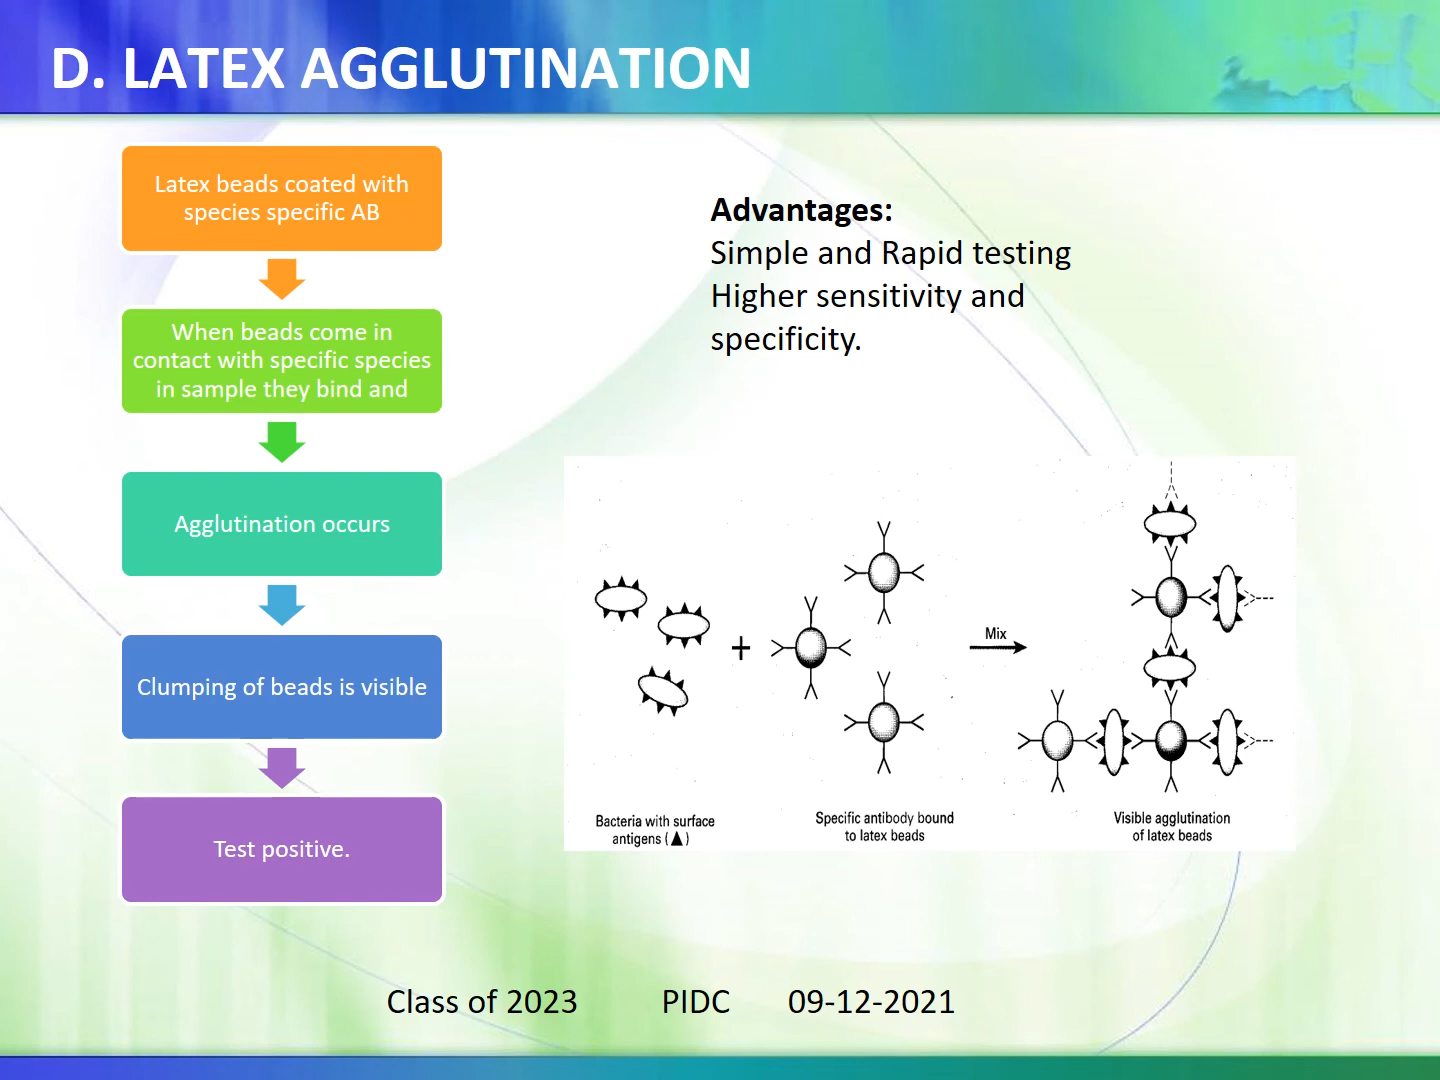 D. LATEX AGGLUTINATION
Latex beads coated with
species specific AB
When beads come in
contact with specific species
in sample they bind and
Agglutination occurs
Clumping of beads is visible
Test positive.
Advantages:
Simple and Rapid testing
Higher sensitivity and
specificity.
+
Mix
Bacteria with surface
antigens (▲)
Specific antibody bound
to latex beads
Visible agglutination
of latex beads
Class of 2023 PIDC 09-12-2021